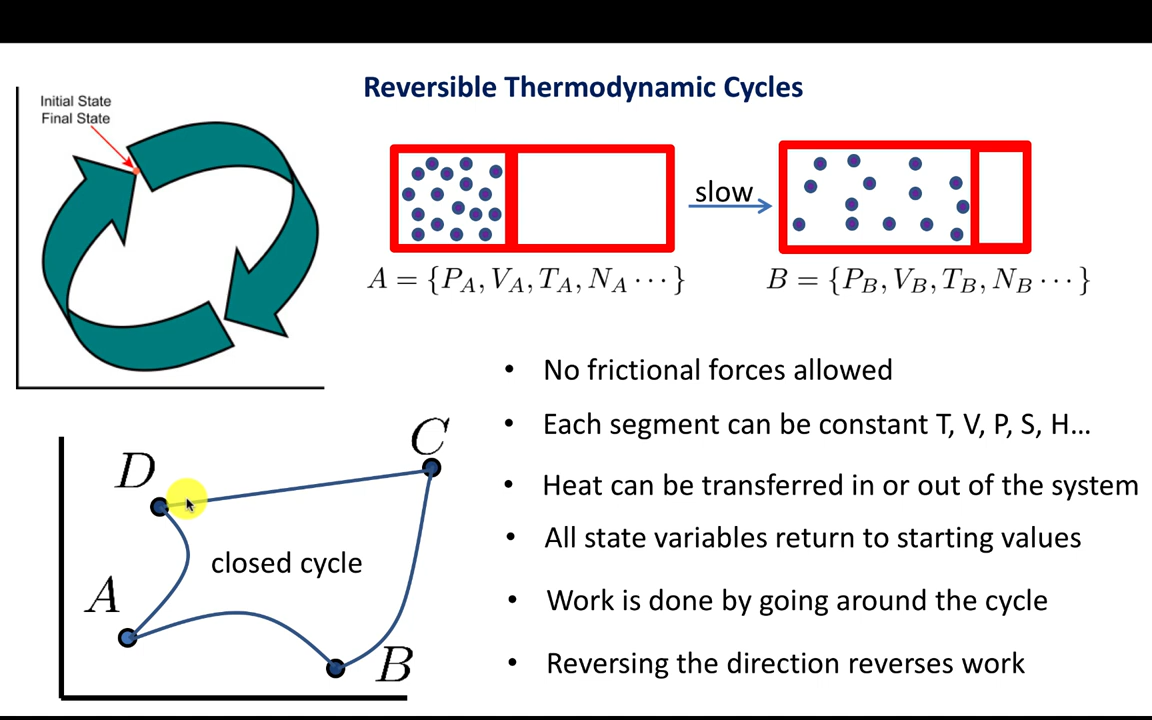 Reversible Thermodynamic Cycles
Initial State
Final State
slow
A = {P_A, V_A, T_A, N_A ⋯}
B = {P_B, V_B, T_B, N_B ⋯}
• No frictional forces allowed
• Each segment can be constant T, V, P, S, H...
• Heat can be transferred in or out of the system
• All state variables return to starting values
• Work is done by going around the cycle
• Reversing the direction reverses work
C
D
closed cycle
A
B